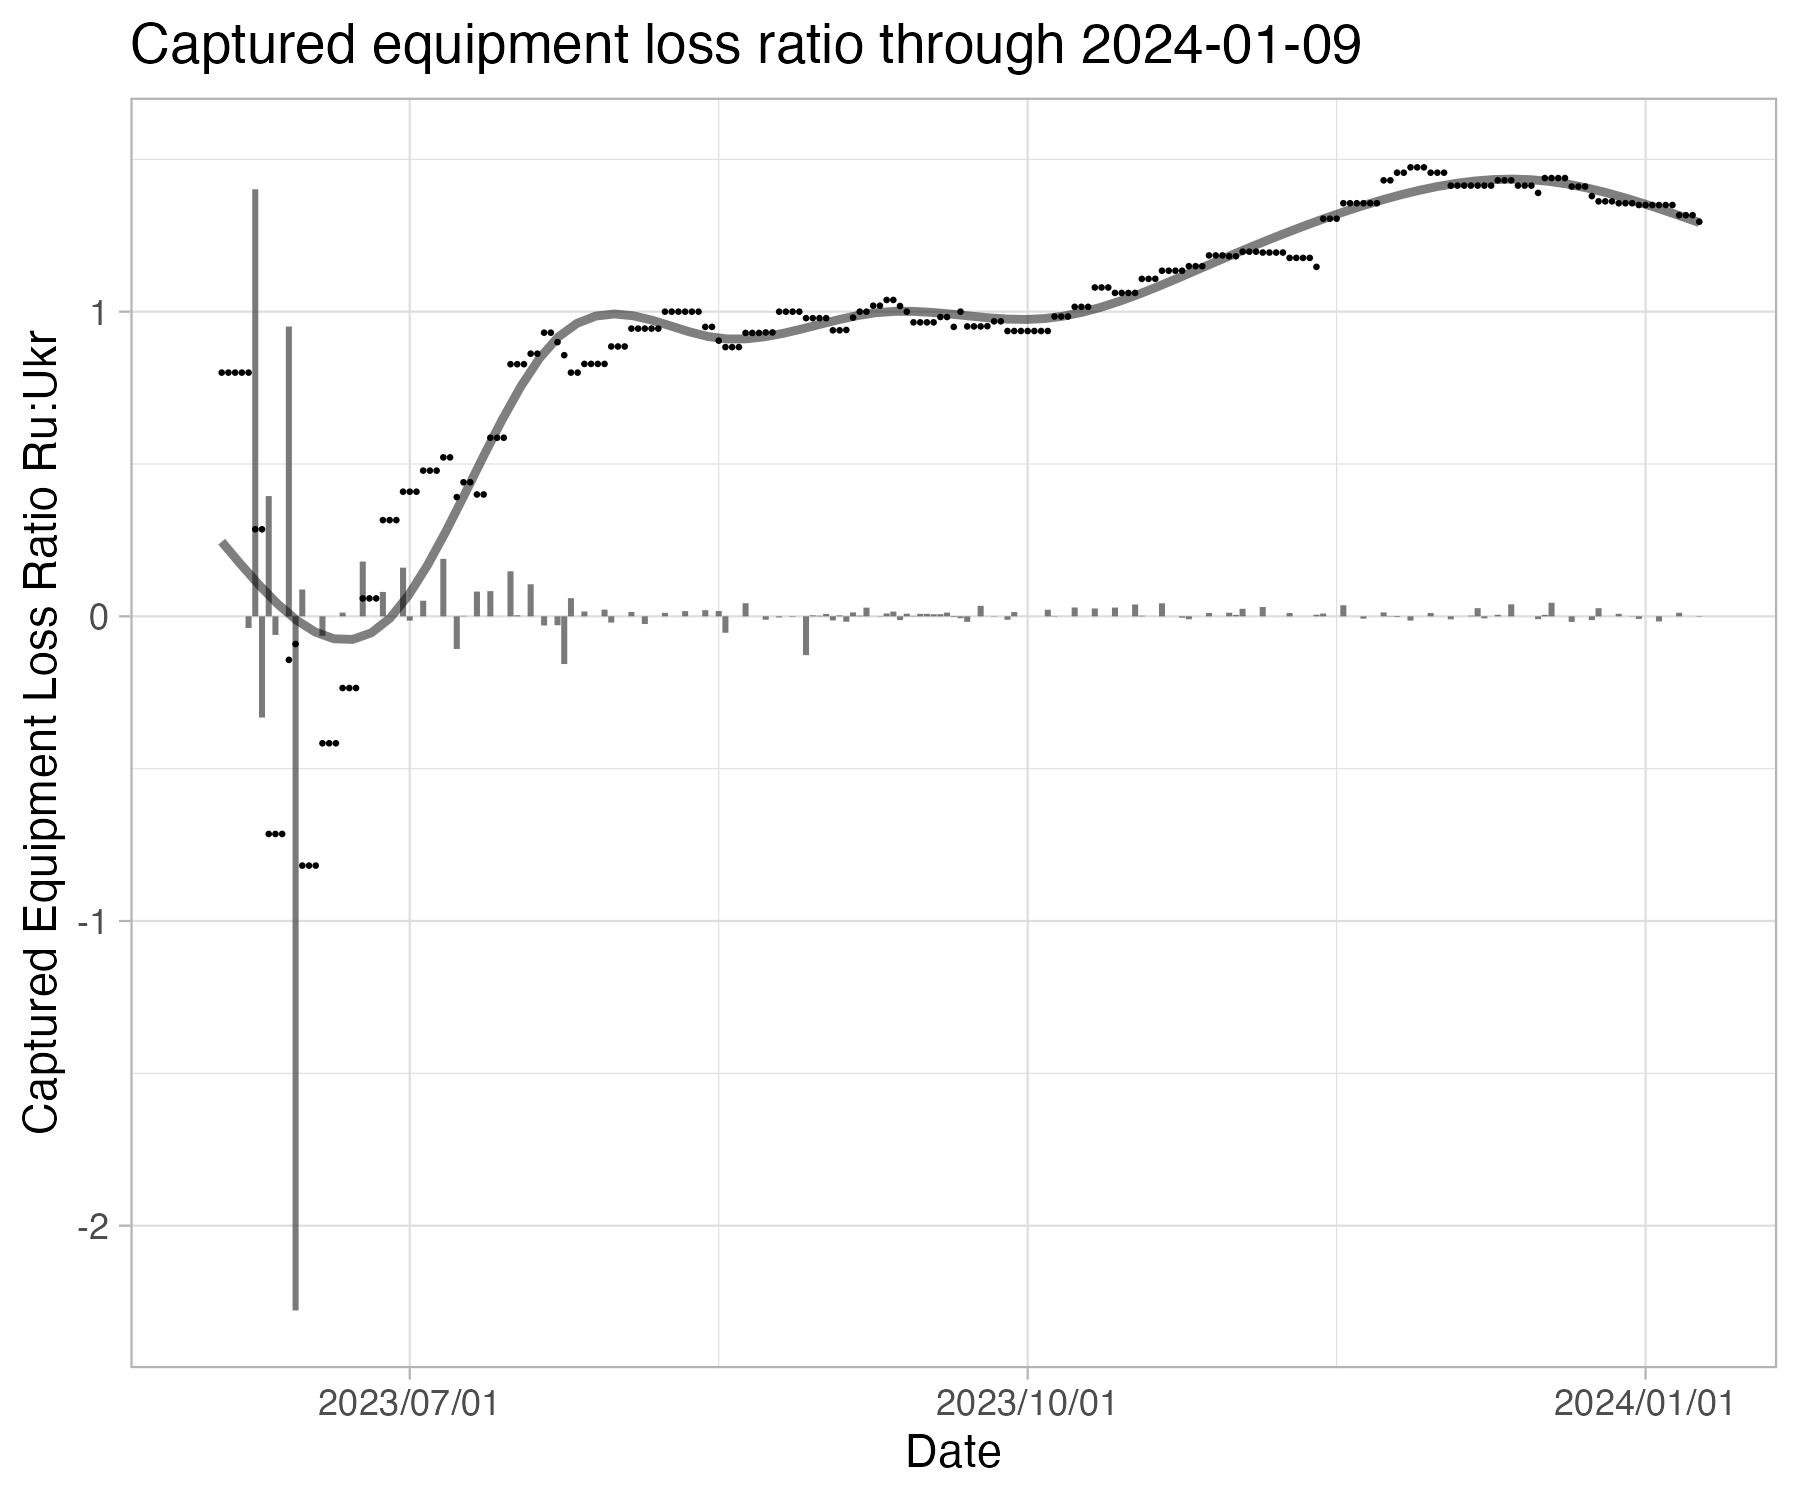 Captured equipment loss ratio through 2024-01-09
Captured Equipment Loss Ratio Ru:Ukr
1
0
-1
-2
2023/07/01
2023/10/01
2024/01/01
Date